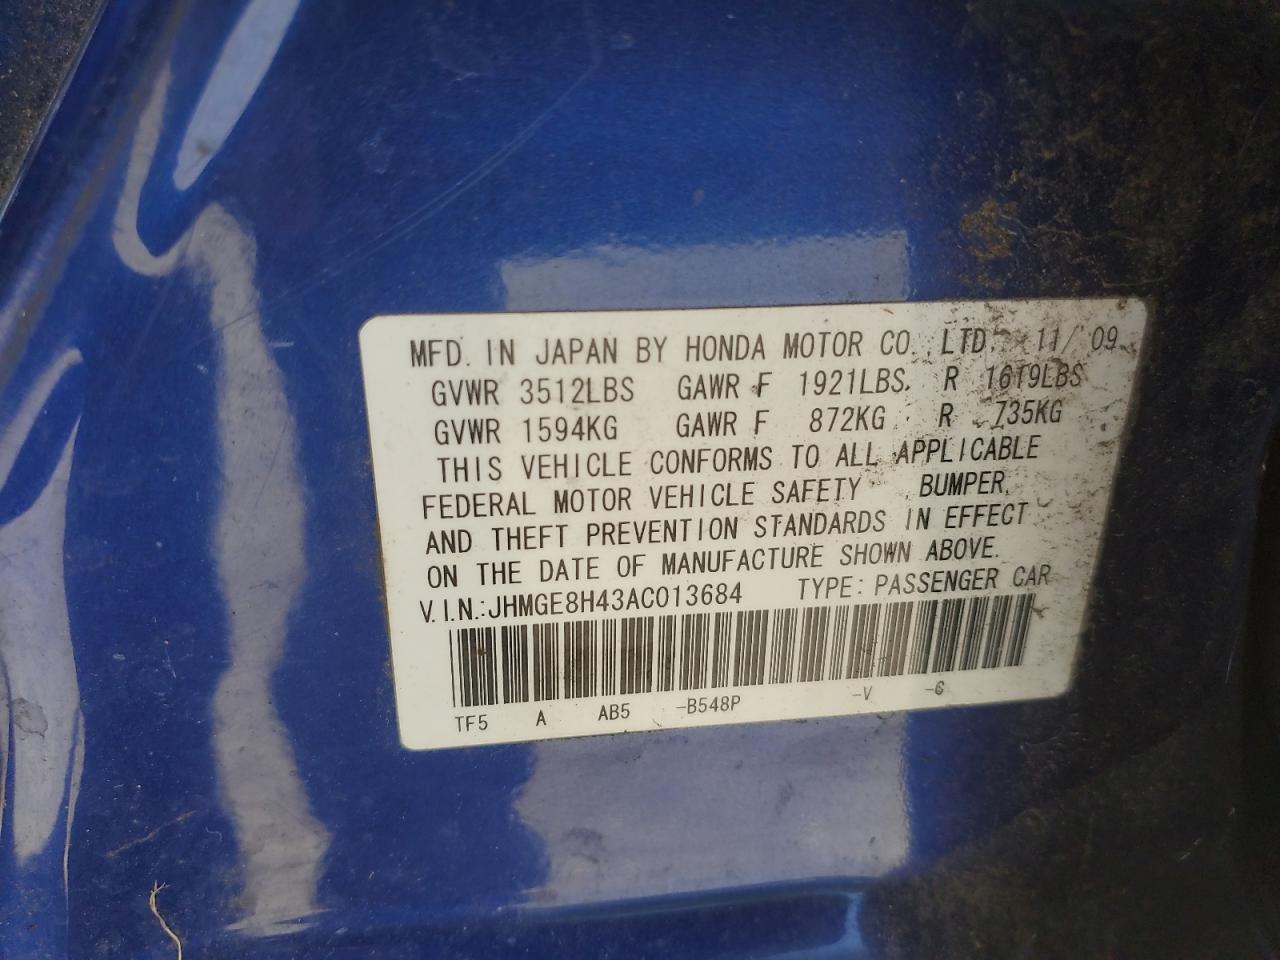 MFD. IN JAPAN BY HONDA MOTOR CO.,LTD. 11/'09
GVWR 3512LBS GAWR F 1921LBS. R 1619LBS
GVWR 1594KG GAWR F 872KG R 735KG
THIS VEHICLE CONFORMS TO ALL APPLICABLE
FEDERAL MOTOR VEHICLE SAFETY , BUMPER,
AND THEFT PREVENTION STANDARDS IN EFFECT
ON THE DATE OF MANUFACTURE SHOWN ABOVE.
V.I.N.:JHMGE8H43AC013684 TYPE: PASSENGER CAR
TF5 A AB5 -B548P -V